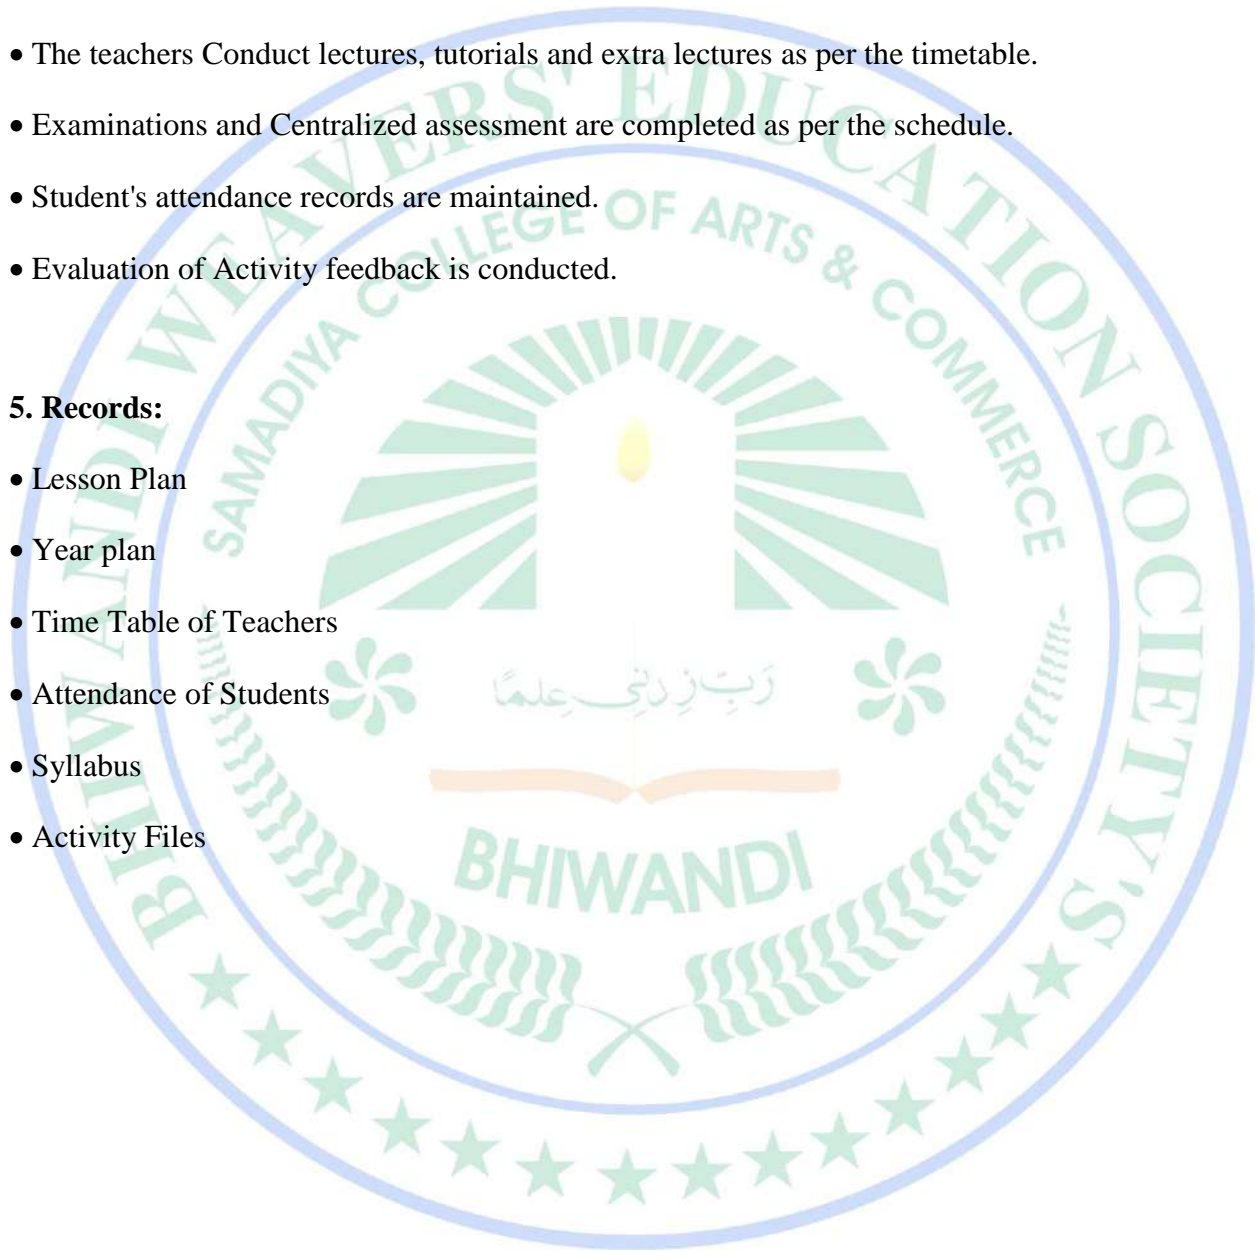 • The teachers Conduct lectures, tutorials and extra lectures as per the timetable.
• Examinations and Centralized assessment are completed as per the schedule.
• Student's attendance records are maintained.
• Evaluation of Activity feedback is conducted.
5. Records:
• Lesson Plan
• Year plan
• Time Table of Teachers
• Attendance of Students
• Syllabus
• Activity Files
BHIWANDI WEAVERS' EDUCATION SOCIETY'S
SAMADIYA COLLEGE OF ARTS & COMMERCE
رَبِّ زِدْنِي عِلمًا
BHIWANDI